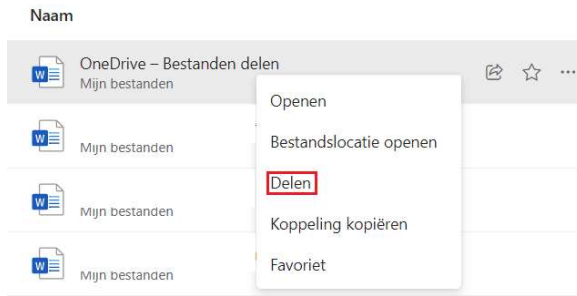 Naam
OneDrive – Bestanden delen
Mijn bestanden
Openen
Mijn bestanden
Bestandslocatie openen
Delen
Mijn bestanden
Koppeling kopiëren
Favoriet
Mijn bestanden